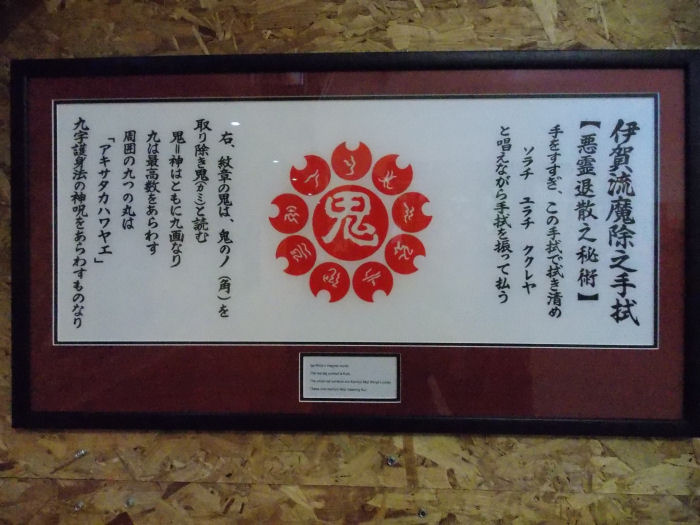 伊賀流魔除之手拭
【悪霊退散之秘術】
手をすすぎ、この手拭で拭き清め
ソラチ　エラチ　タクレヤ
と唱えながら手拭を振って払う
鬼
右、紋章の鬼は、鬼のノ（角）を
取り除き鬼（カミ）と読む
鬼＝神はともに九画なり
九は最高数をあらわす
周囲の九つの丸は
「アキサタカハワヤエ」
九字護身法の神呪をあらわすものなり